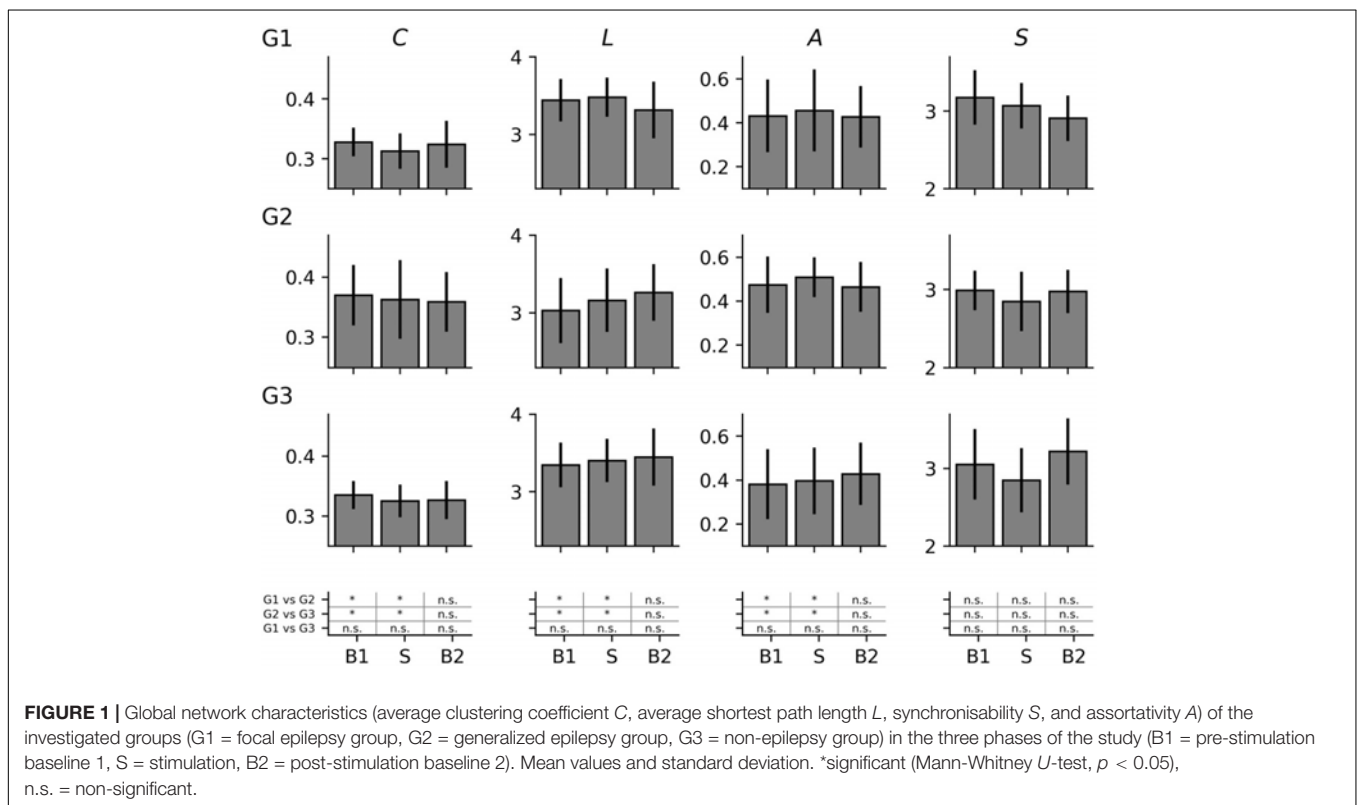 G1 C L A S
0.4
0.3
4
3
0.6
0.4
0.2
3
2
G2
0.4
0.3
4
3
0.6
0.4
0.2
3
2
G3
0.4
0.3
4
3
0.6
0.4
0.2
3
2
G1 vs G2 * * n.s. * * n.s. * * n.s. n.s. n.s. n.s.
G2 vs G3 * * n.s. * * n.s. * * n.s. n.s. n.s. n.s.
G1 vs G3 n.s. n.s. n.s. n.s. n.s. n.s. n.s. n.s. n.s. n.s. n.s. n.s.
B1 S B2 B1 S B2 B1 S B2 B1 S B2
FIGURE 1 | Global network characteristics (average clustering coefficient C, average shortest path length L, synchronisability S, and assortativity A) of the
investigated groups (G1 = focal epilepsy group, G2 = generalized epilepsy group, G3 = non-epilepsy group) in the three phases of the study (B1 = pre-stimulation
baseline 1, S = stimulation, B2 = post-stimulation baseline 2). Mean values and standard deviation. *significant (Mann-Whitney U-test, p < 0.05),
n.s. = non-significant.